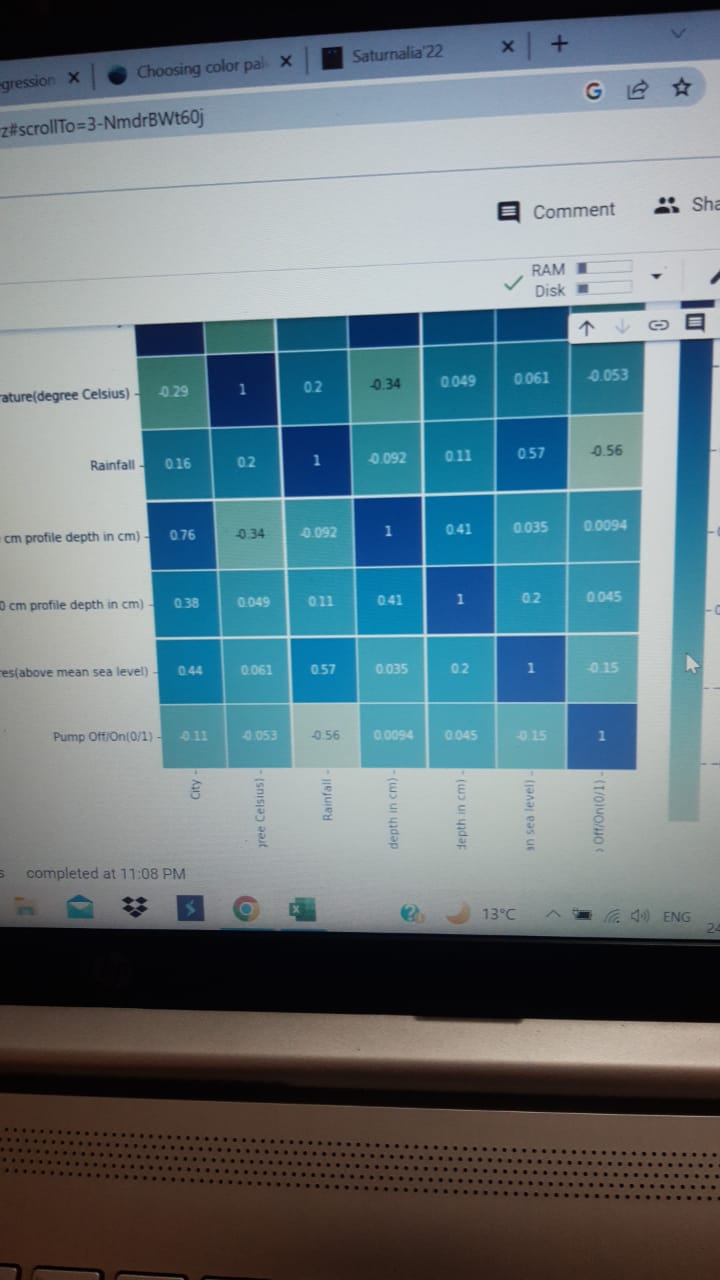 egression Choosing color pal Saturnalia'22
z#scrollTo=3-NmdrBWt60j
Comment Sha
RAM
Disk
rature(degree Celsius) -0.29 1 0.2 -0.34 0.049 0.061 -0.053
Rainfall 0.16 0.2 1 -0.092 0.11 0.57 -0.56
cm profile depth in cm) 0.76 -0.34 -0.092 1 0.41 0.035 0.0094
0 cm profile depth in cm) 0.38 0.049 0.11 0.41 1 0.2 0.045
res(above mean sea level) 0.44 0.061 0.57 0.035 0.2 1 -0.15
Pump Off/On(0/1) -0.11 -0.053 -0.56 0.0094 0.045 -0.15 1
City
gree Celsius)
Rainfall
depth in cm)
depth in cm)
an sea level)
Off/On(0/1)
s completed at 11:08 PM
13°C ENG
24
hp